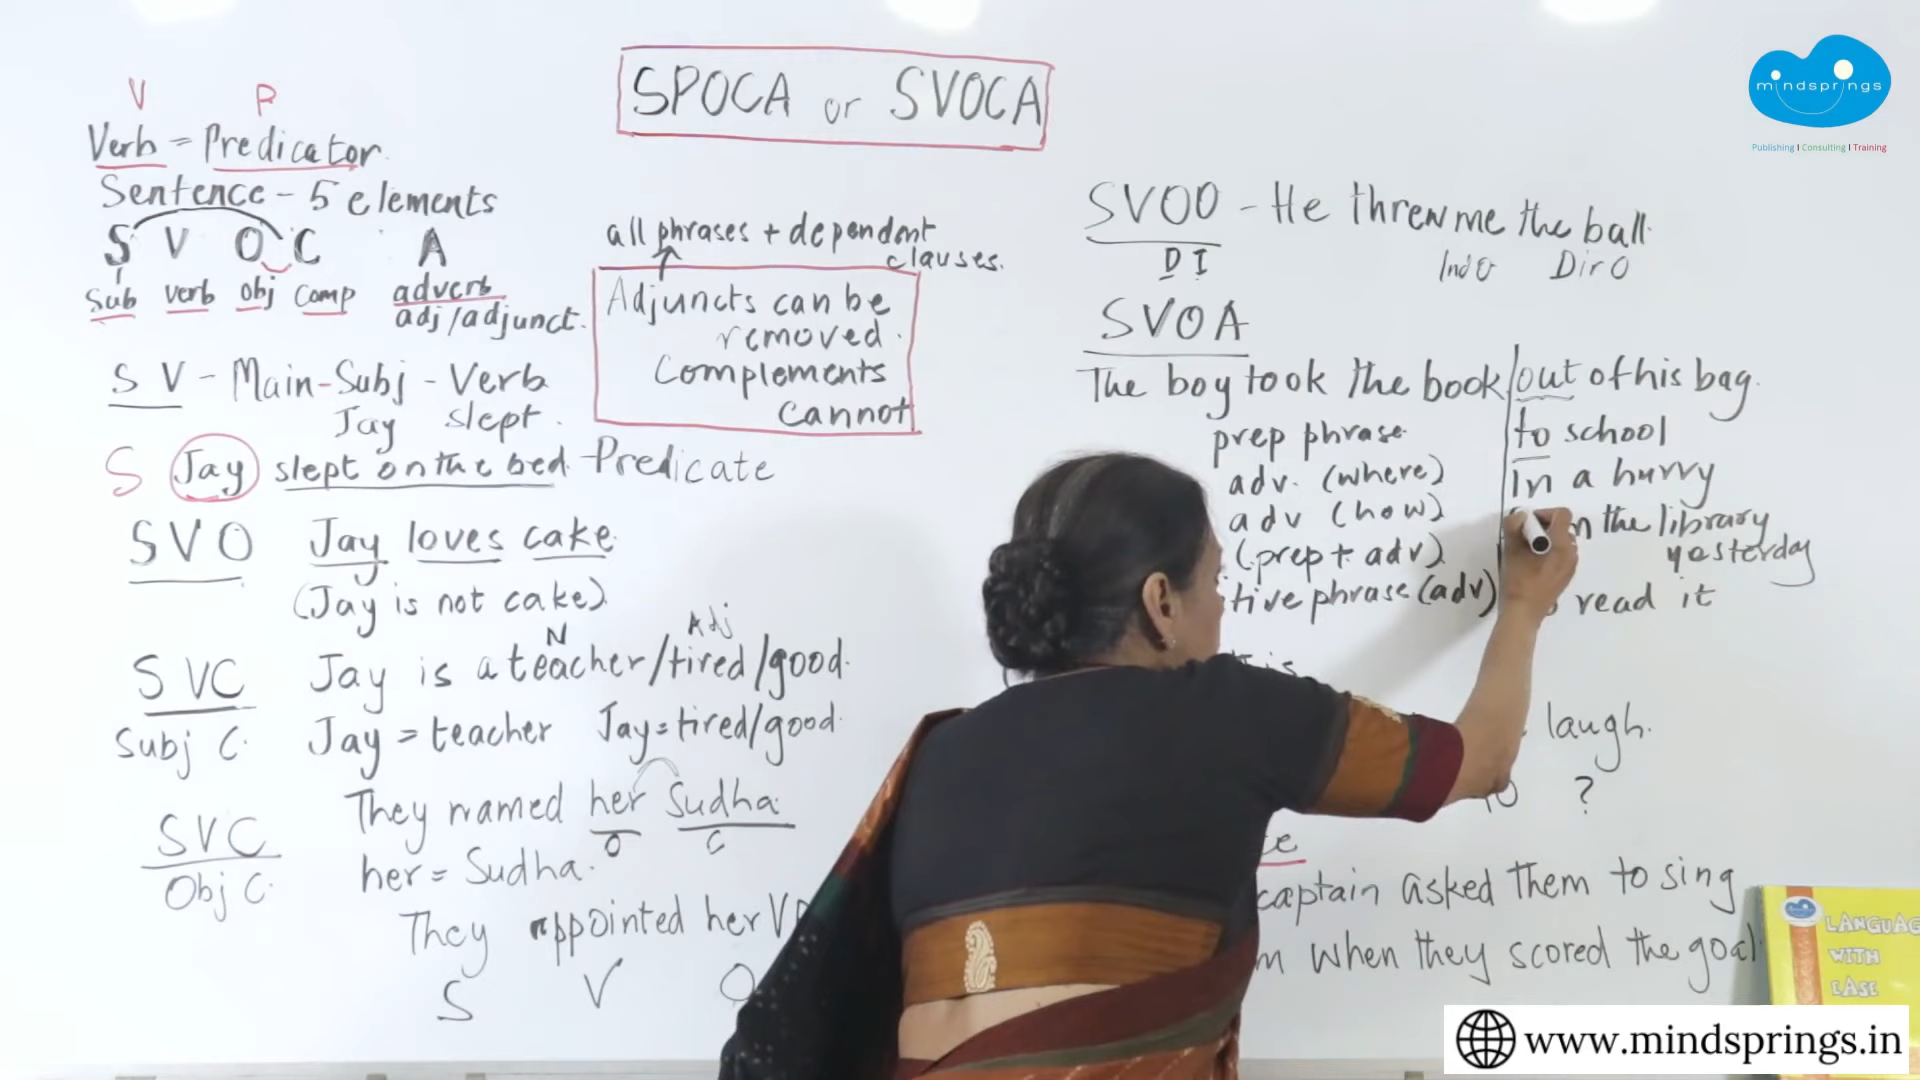 SPOCA or SVOCA
V P
Verb = Predicator
Sentence - 5 elements
S V O C A
Sub verb obj Comp adverb
adj/adjunct.
S V - Main-Subj - Verb
Jay slept.
S Jay slept on the bed - Predicate
SVO Jay loves cake.
(Jay is not cake).
N Adj
SVC Jay is a teacher/tired/good.
Subj C. Jay = teacher Jay = tired/good.
SVC They named her Sudha.
O C
Obj C. her = Sudha.
They appointed her
S V O
all phrases + dependent
clauses.
Adjuncts can be
removed.
Complements
cannot
SVOO - He threw me the ball.
D I Ind O Dir O
SVOA
The boy took the book out of his bag.
prep phrase. to school
adv. (where) In a hurry
adv (how) the library
(prep + adv). yesterday
phrase (adv) read it
laugh.
?
captain asked them to sing
when they scored the goal.
mindsprings
Publishing | Consulting | Training
LANGUAG
WITH
EASE
www.mindsprings.in